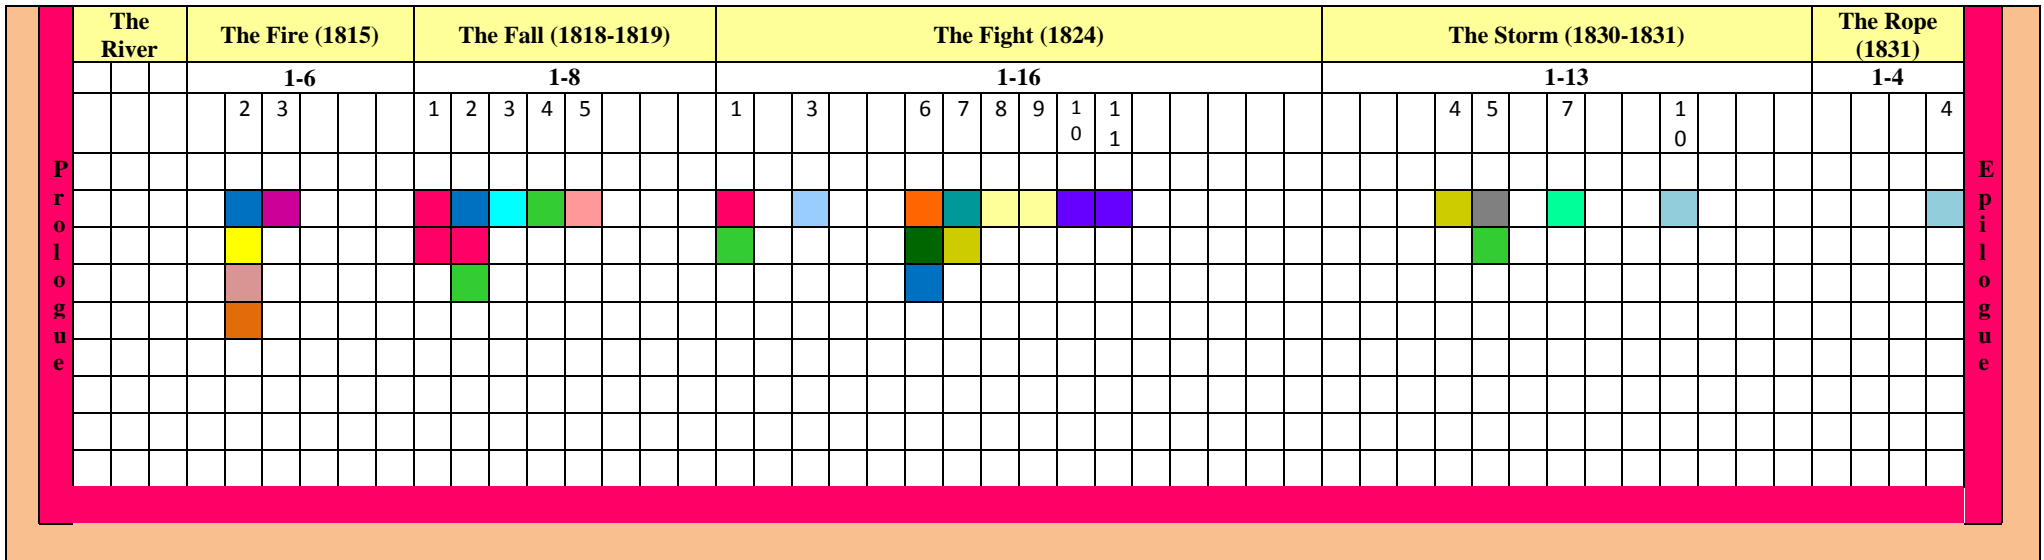 The River The Fire (1815) The Fall (1818-1819) The Fight (1824) The Storm (1830-1831) The Rope (1831)
1-6 1-8 1-16 1-13 1-4
2 3 1 2 3 4 5 1 3 6 7 8 9 10 11 4 5 7 10 4
Prologue
Epilogue